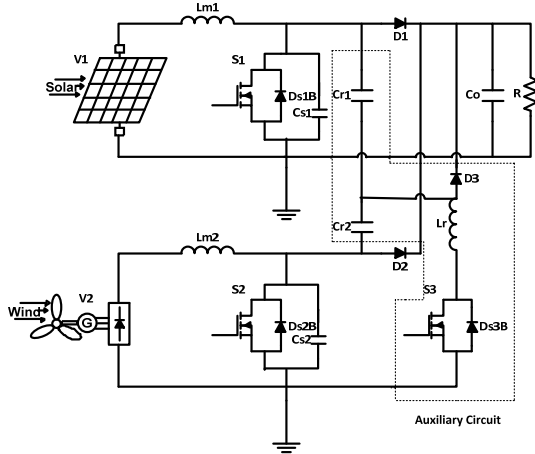 Lm1
D1
V1
S1
Solar
Ds1B
Cs1
Cr1
Co
R
D3
Lr
Cr2
Lm2
D2
V2
S2
S3
Wind
G
Ds2B
Cs2
Ds3B
Auxiliary Circuit